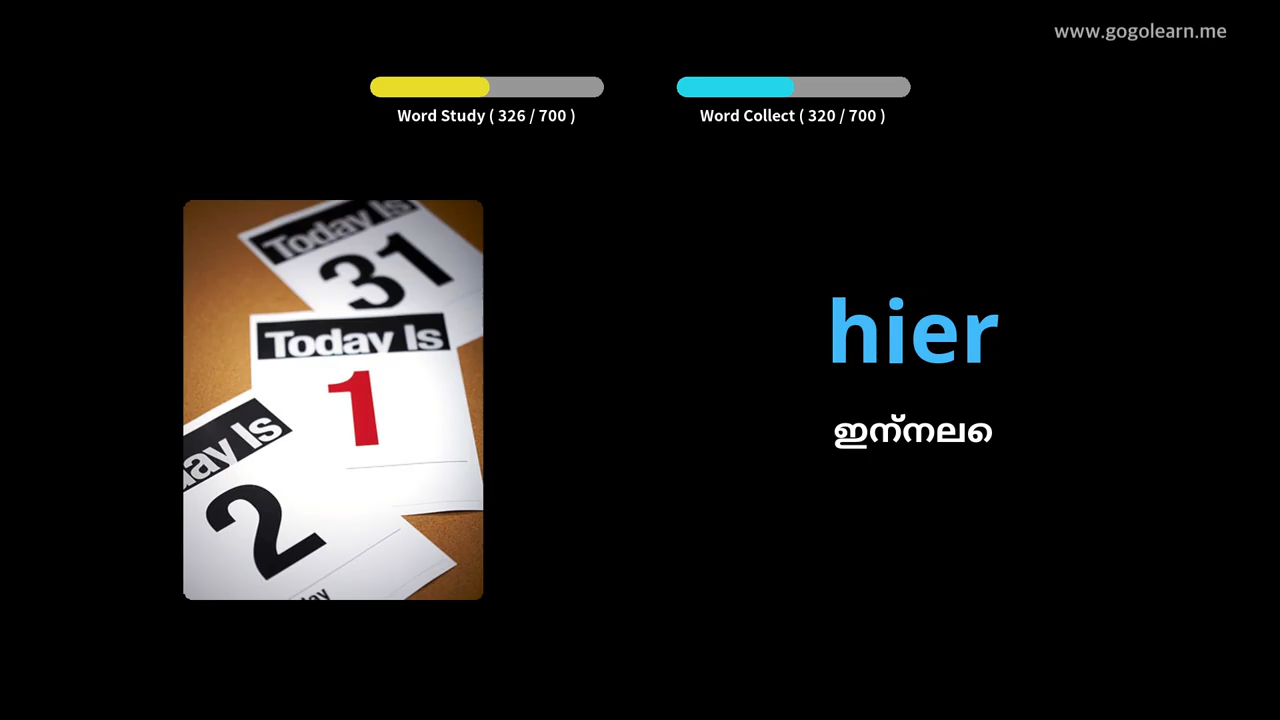 www.gogolearn.me
Word Study ( 326 / 700 )
Word Collect ( 320 / 700 )
Today Is
31
Today Is
1
ay Is
2
day
hier
ഇന്നലെ